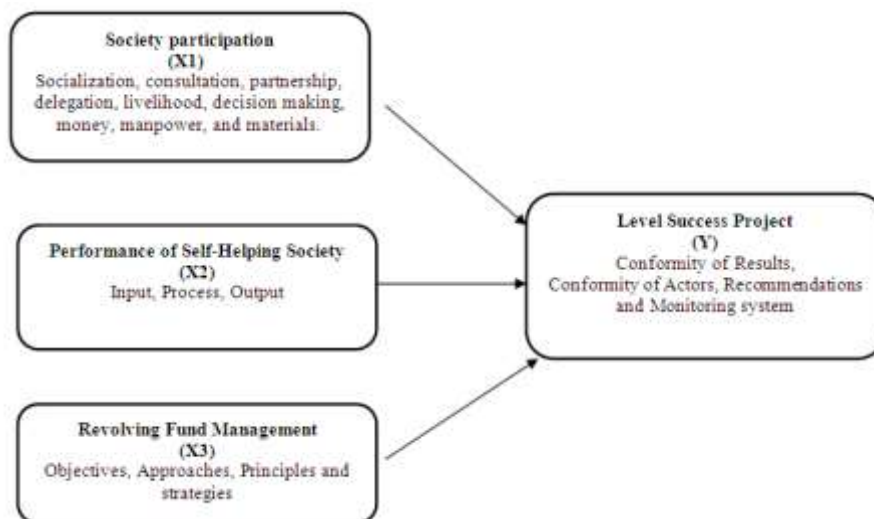 Society participation
(X1)
Socialization, consultation, partnership,
delegation, livelihood, decision making,
money, manpower, and materials.
Performance of Self-Helping Society
(X2)
Input, Process, Output
Revolving Fund Management
(X3)
Objectives, Approaches, Principles and
strategies
Level Success Project
(Y)
Conformity of Results,
Conformity of Actors, Recommendations
and Monitoring system